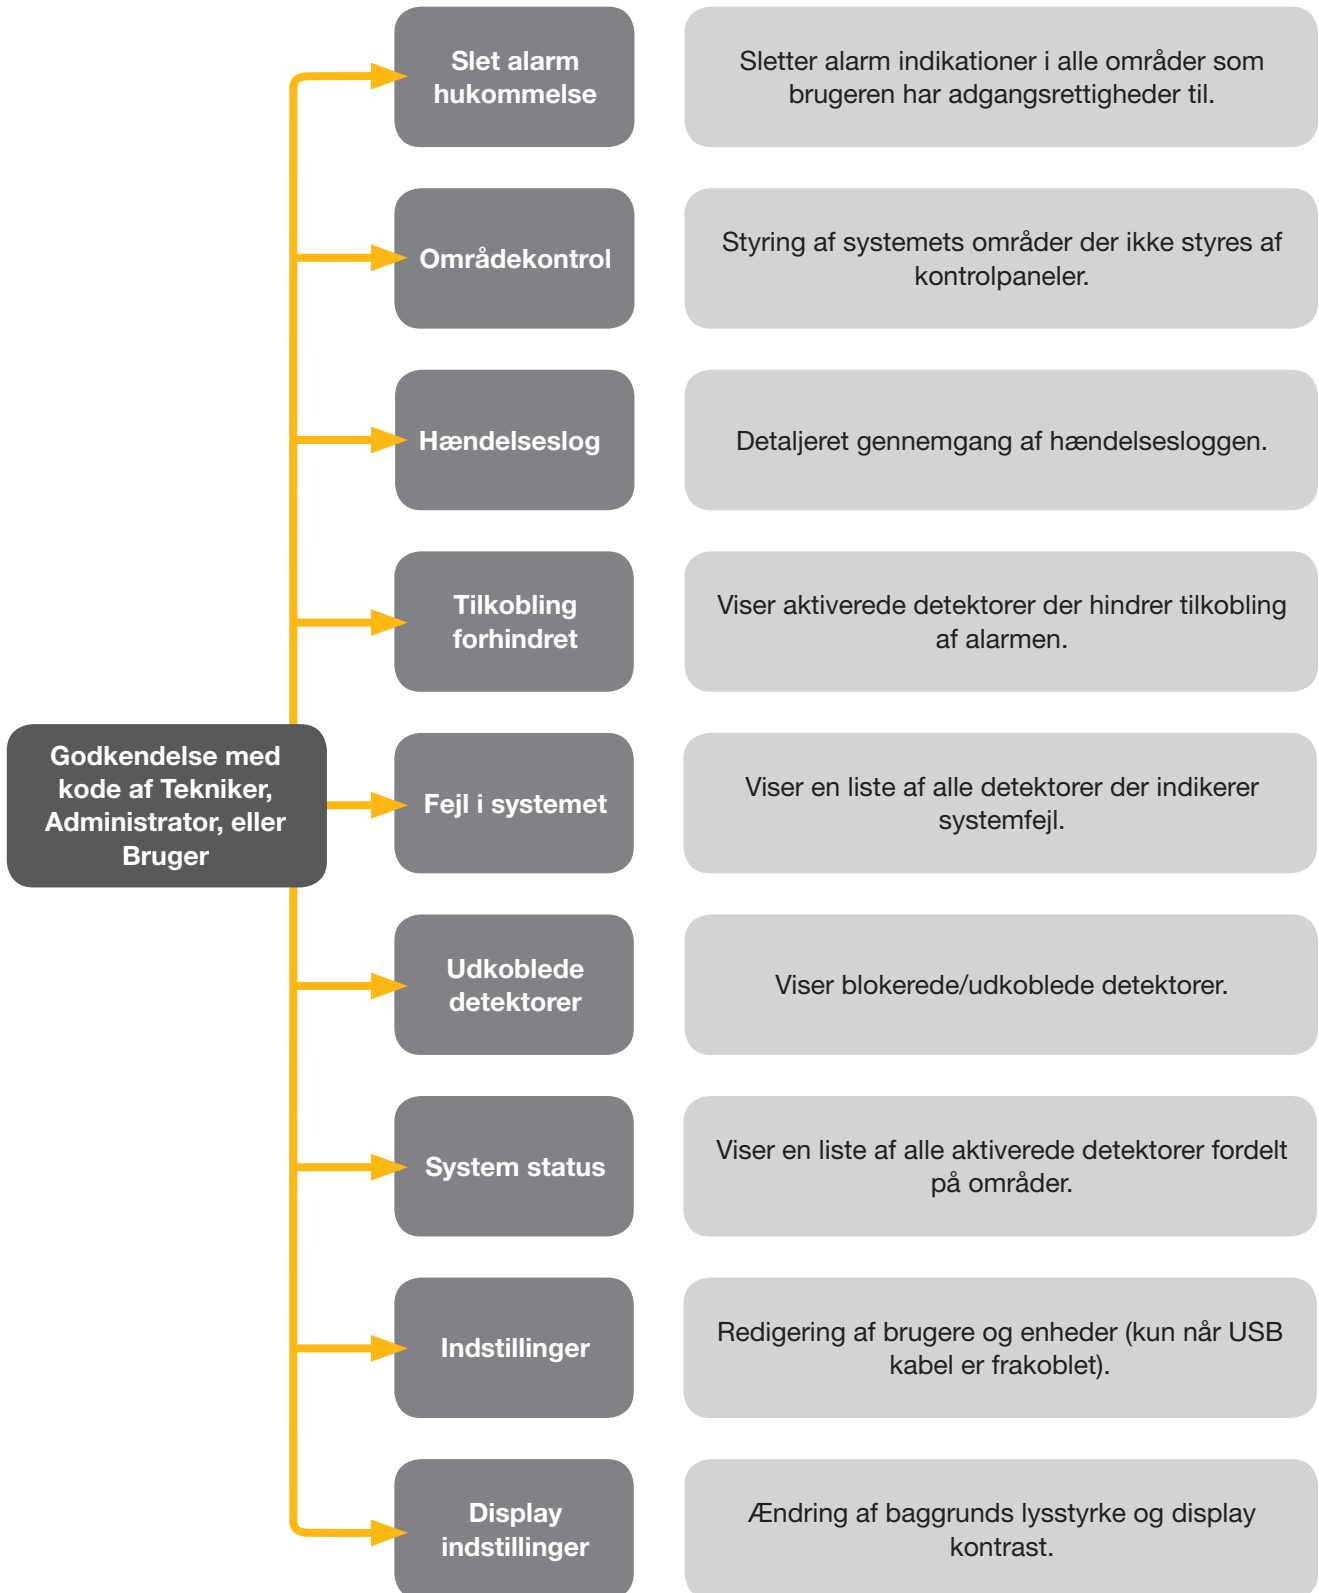 Slet alarm
hukommelse
Sletter alarm indikationer i alle områder som
brugeren har adgangsrettigheder til.
Områdekontrol
Styring af systemets områder der ikke styres af
kontrolpaneler.
Hændelseslog
Detaljeret gennemgang af hændelsesloggen.
Tilkobling
forhindret
Viser aktiverede detektorer der hindrer tilkobling
af alarmen.
Godkendelse med
kode af Tekniker,
Administrator, eller
Bruger
Fejl i systemet
Viser en liste af alle detektorer der indikerer
systemfejl.
Udkoblede
detektorer
Viser blokerede/udkoblede detektorer.
System status
Viser en liste af alle aktiverede detektorer fordelt
på områder.
Indstillinger
Redigering af brugere og enheder (kun når USB
kabel er frakoblet).
Display
indstillinger
Ændring af baggrunds lysstyrke og display
kontrast.